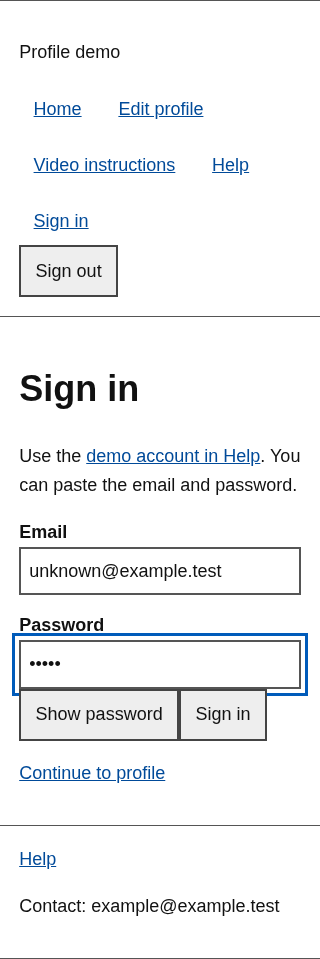 Profile demo
Home Edit profile
Video instructions Help
Sign in
Sign out
Sign in
Use the demo account in Help. You
can paste the email and password.
Email
unknown@example.test
Password
•••••
Show password Sign in
Continue to profile
Help
Contact: example@example.test